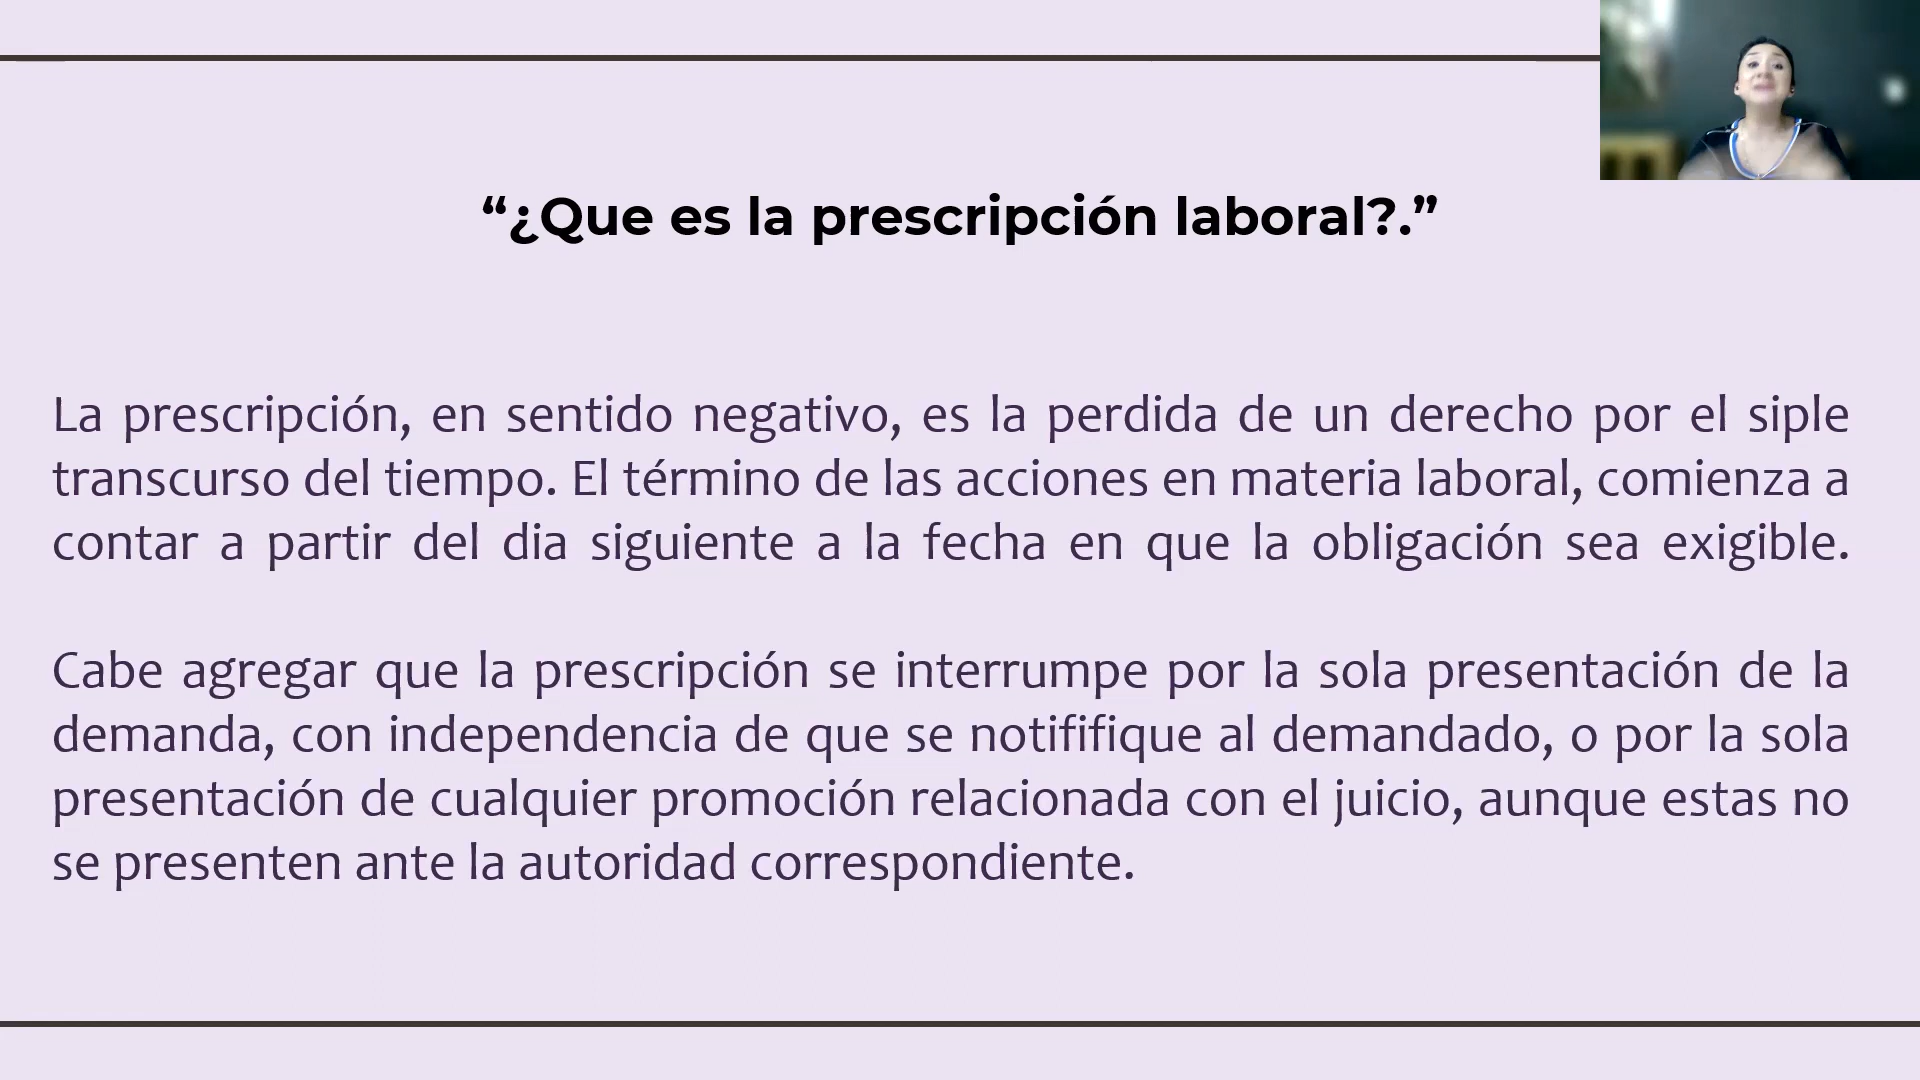 “¿Que es la prescripción laboral?.”
La prescripción, en sentido negativo, es la perdida de un derecho por el siple
transcurso del tiempo. El término de las acciones en materia laboral, comienza a
contar a partir del dia siguiente a la fecha en que la obligación sea exigible.
Cabe agregar que la prescripción se interrumpe por la sola presentación de la
demanda, con independencia de que se notififique al demandado, o por la sola
presentación de cualquier promoción relacionada con el juicio, aunque estas no
se presenten ante la autoridad correspondiente.